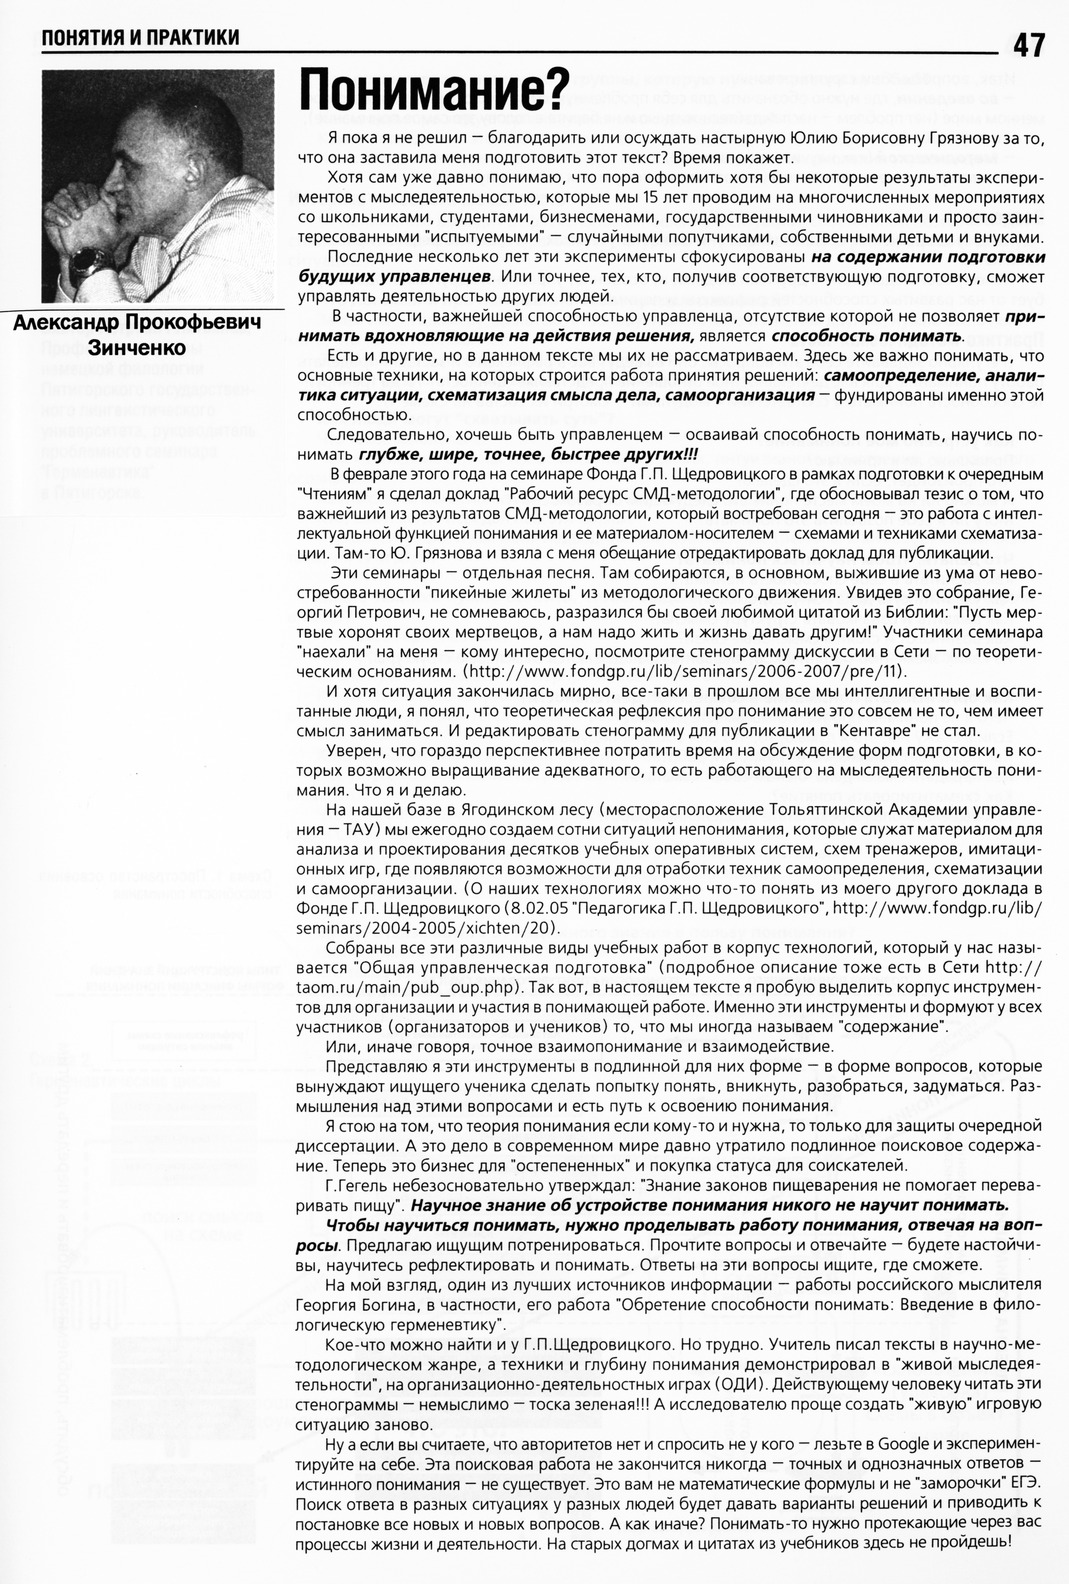 ПОНЯТИЯ И ПРАКТИКИ
47
Александр Прокофьевич
Зинченко
Понимание?
Я пока я не решил – благодарить или осуждать настырную Юлию Борисовну Грязнову за то,
что она заставила меня подготовить этот текст? Время покажет.
Хотя сам уже давно понимаю, что пора оформить хотя бы некоторые результаты экспери-
ментов с мыследеятельностью, которые мы 15 лет проводим на многочисленных мероприятиях
со школьниками, студентами, бизнесменами, государственными чиновниками и просто заин-
тересованными "испытуемыми" – случайными попутчиками, собственными детьми и внуками.
Последние несколько лет эти эксперименты сфокусированы на содержании подготовки
будущих управленцев. Или точнее, тех, кто, получив соответствующую подготовку, сможет
управлять деятельностью других людей.
В частности, важнейшей способностью управленца, отсутствие которой не позволяет при-
нимать вдохновляющие на действия решения, является способность понимать.
Есть и другие, но в данном тексте мы их не рассматриваем. Здесь же важно понимать, что
основные техники, на которых строится работа принятия решений: самоопределение, анали-
тика ситуации, схематизация смысла дела, самоорганизация – фундированы именно этой
способностью.
Следовательно, хочешь быть управленцем – осваивай способность понимать, научись по-
нимать глубже, шире, точнее, быстрее других!!!
В феврале этого года на семинаре Фонда Г.П. Щедровицкого в рамках подготовки к очередным
"Чтениям" я сделал доклад "Рабочий ресурс СМД-методологии", где обосновывал тезис о том, что
важнейший из результатов СМД-методологии, который востребован сегодня – это работа с интел-
лектуальной функцией понимания и ее материалом-носителем – схемами и техниками схематиза-
ции. Там-то Ю. Грязнова и взяла с меня обещание отредактировать доклад для публикации.
Эти семинары – отдельная песня. Там собираются, в основном, выжившие из ума от нево-
стребованности "пикейные жилеты" из методологического движения. Увидев это собрание, Ге-
оргий Петрович, не сомневаюсь, разразился бы своей любимой цитатой из Библии: "Пусть мер-
твые хоронят своих мертвецов, а нам надо жить и жизнь давать другим!" Участники семинара
"наехали" на меня – кому интересно, посмотрите стенограмму дискуссии в Сети – по теорети-
ческим основаниям. (http://www.fondgp.ru/lib/seminars/2006-2007/pre/11).
И хотя ситуация закончилась мирно, все-таки в прошлом все мы интеллигентные и воспи-
танные люди, я понял, что теоретическая рефлексия про понимание это совсем не то, чем имеет
смысл заниматься. И редактировать стенограмму для публикации в "Кентавре" не стал.
Уверен, что гораздо перспективнее потратить время на обсуждение форм подготовки, в ко-
торых возможно выращивание адекватного, то есть работающего на мыследеятельность пони-
мания. Что я и делаю.
На нашей базе в Ягодинском лесу (месторасположение Тольяттинской Академии управле-
ния – ТАУ) мы ежегодно создаем сотни ситуаций непонимания, которые служат материалом для
анализа и проектирования десятков учебных оперативных систем, схем тренажеров, имитаци-
онных игр, где появляются возможности для отработки техник самоопределения, схематизации
и самоорганизации. (О наших технологиях можно что-то понять из моего другого доклада в
Фонде Г.П. Щедровицкого (8.02.05 "Педагогика Г.П. Щедровицкого", http://www.fondgp.ru/lib/
seminars/2004-2005/xichten/20).
Собраны все эти различные виды учебных работ в корпус технологий, который у нас назы-
вается "Общая управленческая подготовка" (подробное описание тоже есть в Сети http://
taom.ru/main/pub_oup.php). Так вот, в настоящем тексте я пробую выделить корпус инструмен-
тов для организации и участия в понимающей работе. Именно эти инструменты и формуют у всех
участников (организаторов и учеников) то, что мы иногда называем "содержание".
Или, иначе говоря, точное взаимопонимание и взаимодействие.
Представляю я эти инструменты в подлинной для них форме – в форме вопросов, которые
вынуждают ищущего ученика сделать попытку понять, вникнуть, разобраться, задуматься. Раз-
мышления над этими вопросами и есть путь к освоению понимания.
Я стою на том, что теория понимания если кому-то и нужна, то только для защиты очередной
диссертации. А это дело в современном мире давно утратило подлинное поисковое содержа-
ние. Теперь это бизнес для "остепененных" и покупка статуса для соискателей.
Г.Гегель небезосновательно утверждал: "Знание законов пищеварения не помогает перева-
ривать пищу". Научное знание об устройстве понимания никого не научит понимать.
Чтобы научиться понимать, нужно проделывать работу понимания, отвечая на воп-
росы. Предлагаю ищущим потренироваться. Прочтите вопросы и отвечайте – будете настойчи-
вы, научитесь рефлектировать и понимать. Ответы на эти вопросы ищите, где сможете.
На мой взгляд, один из лучших источников информации – работы российского мыслителя
Георгия Богина, в частности, его работа "Обретение способности понимать: Введение в фило-
логическую герменевтику".
Кое-что можно найти и у Г.П.Щедровицкого. Но трудно. Учитель писал тексты в научно-ме-
тодологическом жанре, а техники и глубину понимания демонстрировал в "живой мыследея-
тельности", на организационно-деятельностных играх (ОДИ). Действующему человеку читать эти
стенограммы – немыслимо – тоска зеленая!!! А исследователю проще создать "живую" игровую
ситуацию заново.
Ну а если вы считаете, что авторитетов нет и спросить не у кого – лезьте в Google и эксперимен-
тируйте на себе. Эта поисковая работа не закончится никогда – точных и однозначных ответов –
истинного понимания – не существует. Это вам не математические формулы и не "заморочки" ЕГЭ.
Поиск ответа в разных ситуациях у разных людей будет давать варианты решений и приводить к
постановке все новых и новых вопросов. А как иначе? Понимать-то нужно протекающие через вас
процессы жизни и деятельности. На старых догмах и цитатах из учебников здесь не пройдешь!